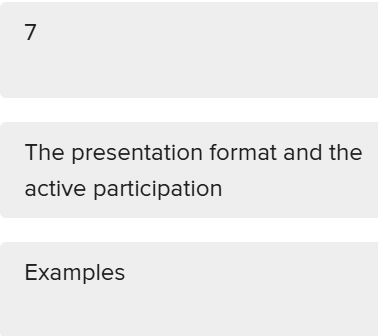 7
The presentation format and the
active participation
Examples